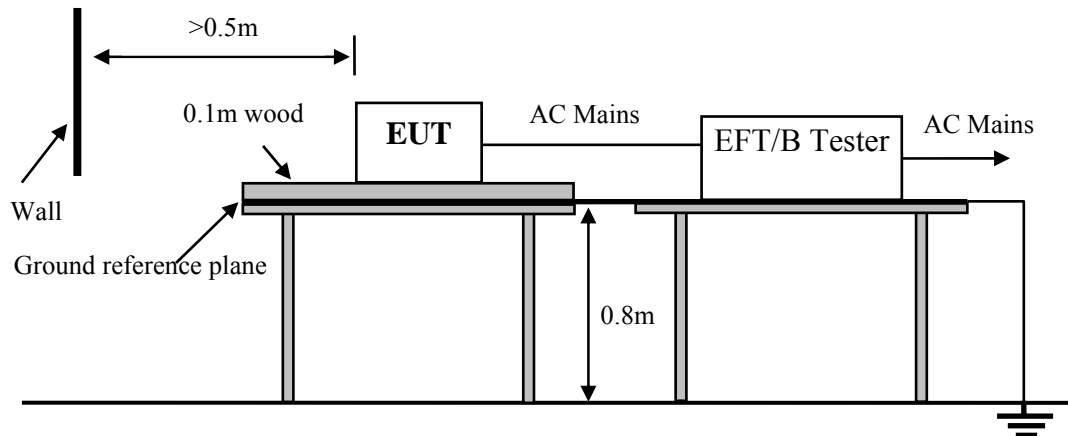 >0.5m
0.1m wood
EUT
AC Mains
EFT/B Tester
AC Mains
Wall
Ground reference plane
0.8m